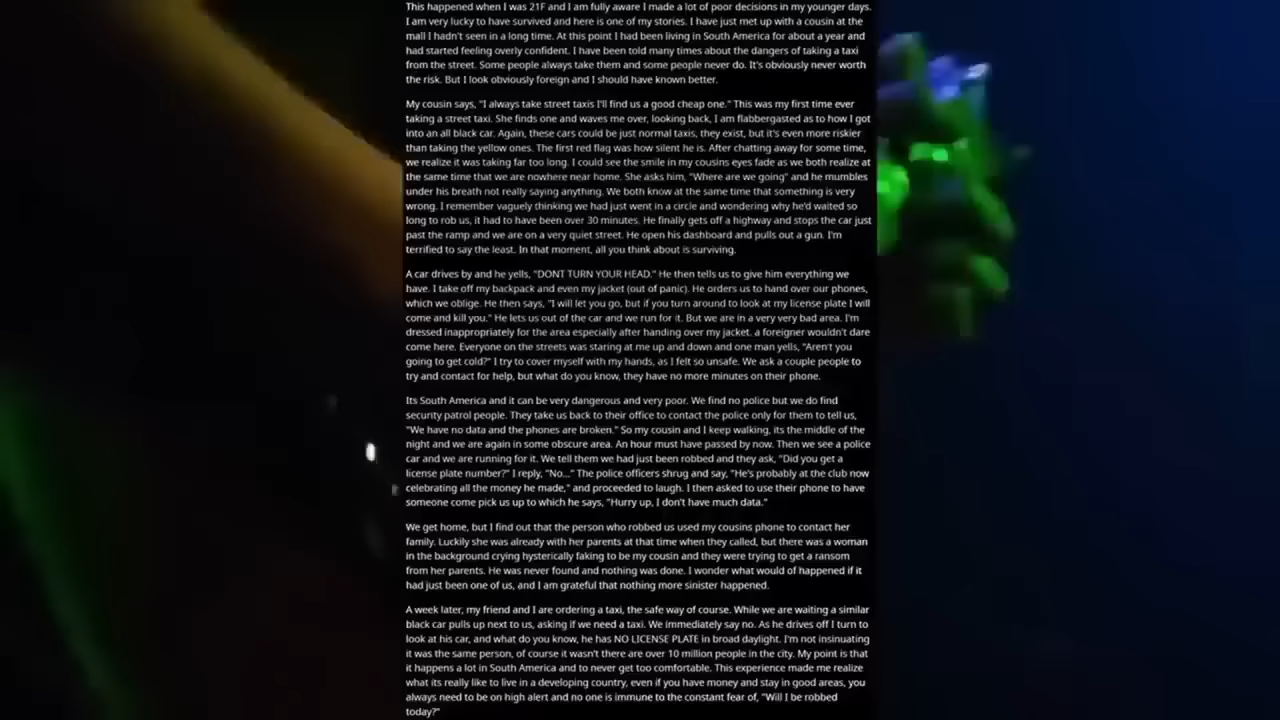 This happened when I was 21F and I am fully aware I made a lot of poor decisions in my younger days.
I am very lucky to have survived and here is one of my stories. I have just met up with a cousin at the
mall I hadn't seen in a long time. At this point I had been living in South America for about a year and
had started feeling overly confident. I have been told many times about the dangers of taking a taxi
from the street. Some people always take them and some people never do. It's obviously never worth
the risk. But I look obviously foreign and I should have known better.
My cousin says, "I always take street taxis I'll find us a good cheap one." This was my first time ever
taking a street taxi. She finds one and waves me over, looking back, I am flabbergasted as to how I got
into an all black car. Again, these cars could be just normal taxis, they exist, but it's even more riskier
than taking the yellow ones. The first red flag was how silent he is. After chatting away for some time,
we realize it was taking far too long. I could see the smile in my cousins eyes fade as we both realize at
the same time that we are nowhere near home. She asks him, "Where are we going" and he mumbles
under his breath not really saying anything. We both know at the same time that something is very
wrong. I remember vaguely thinking we had just went in a circle and wondering why he'd waited so
long to rob us, it had to have been over 30 minutes. He finally gets off a highway and stops the car just
past the ramp and we are on a very quiet street. He open his dashboard and pulls out a gun. I'm
terrified to say the least. In that moment, all you think about is surviving.
A car drives by and he yells, "DONT TURN YOUR HEAD." He then tells us to give him everything we
have. I take off my backpack and even my jacket (out of panic). He orders us to hand over our phones,
which we oblige. He then says, "I will let you go, but if you turn around to look at my license plate I will
come and kill you." He lets us out of the car and we run for it. But we are in a very very bad area. I'm
dressed inappropriately for the area especially after handing over my jacket. a foreigner wouldn't dare
come here. Everyone on the streets was staring at me up and down and one man yells, "Aren't you
going to get cold?" I try to cover myself with my hands, as I felt so unsafe. We ask a couple people to
try and contact for help, but what do you know, they have no more minutes on their phone.
Its South America and it can be very dangerous and very poor. We find no police but we do find
security patrol people. They take us back to their office to contact the police only for them to tell us,
"We have no data and the phones are broken." So my cousin and I keep walking, its the middle of the
night and we are again in some obscure area. An hour must have passed by now. Then we see a police
car and we are running for it. We tell them we had just been robbed and they ask, "Did you get a
license plate number?" I reply, "No..." The police officers shrug and say, "He's probably at the club now
celebrating all the money he made," and proceeded to laugh. I then asked to use their phone to have
someone come pick us up to which he says, "Hurry up, I don't have much data."
We get home, but I find out that the person who robbed us used my cousins phone to contact her
family. Luckily she was already with her parents at that time when they called, but there was a woman
in the background crying hysterically faking to be my cousin and they were trying to get a ransom
from her parents. He was never found and nothing was done. I wonder what would of happened if it
had just been one of us, and I am grateful that nothing more sinister happened.
A week later, my friend and I are ordering a taxi, the safe way of course. While we are waiting a similar
black car pulls up next to us, asking if we need a taxi. We immediately say no. As he drives off I turn to
look at his car, and what do you know, he has NO LICENSE PLATE in broad daylight. I'm not insinuating
it was the same person, of course it wasn't there are over 10 million people in the city. My point is that
it happens a lot in South America and to never get too comfortable. This experience made me realize
what its really like to live in a developing country, even if you have money and stay in good areas, you
always need to be on high alert and no one is immune to the constant fear of, "Will I be robbed
today?"